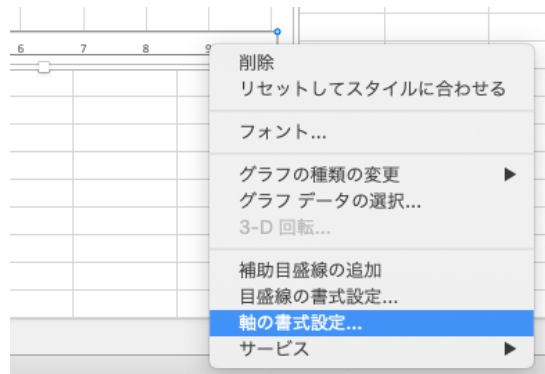 6 7 8 9
削除
リセットしてスタイルに合わせる
フォント...
グラフの種類の変更
グラフ データの選択...
3-D 回転...
補助目盛線の追加
目盛線の書式設定...
軸の書式設定...
サービス